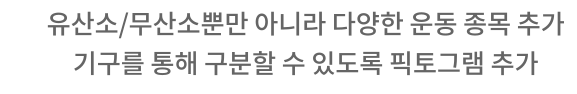 유산소/무산소뿐만 아니라 다양한 운동 종목 추가
기구를 통해 구분할 수 있도록 픽토그램 추가